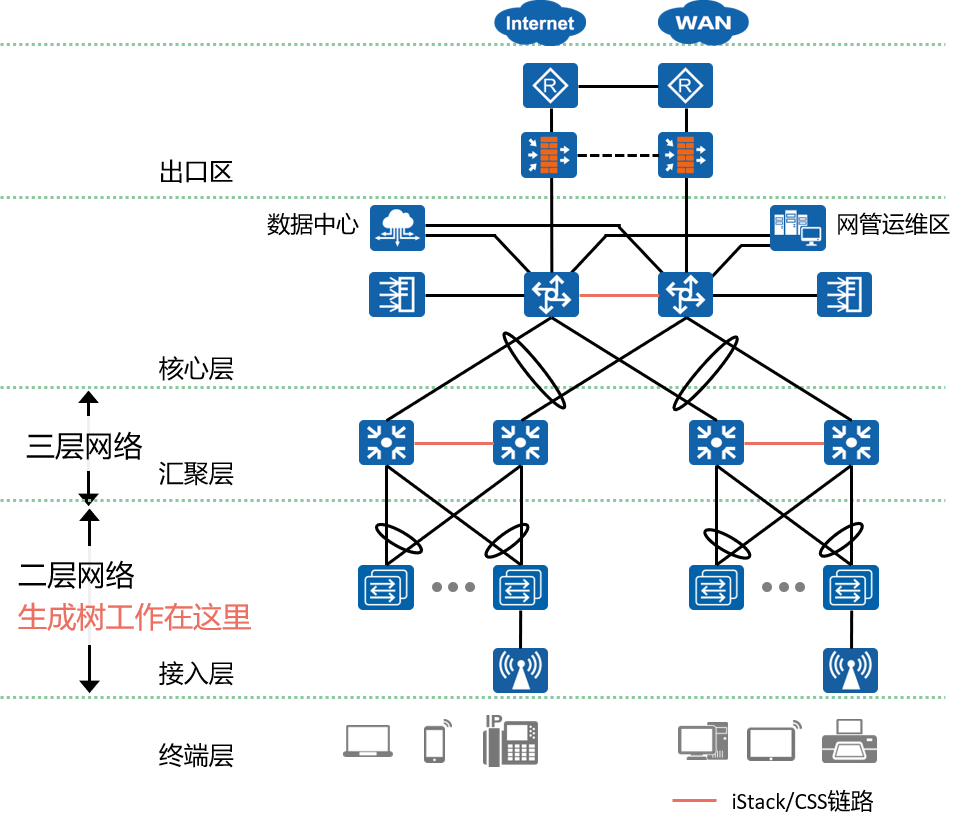 Internet
WAN
R
R
出口区
数据中心
网管运维区
核心层
三层网络
汇聚层
二层网络
生成树工作在这里
接入层
IP
终端层
iStack/CSS链路